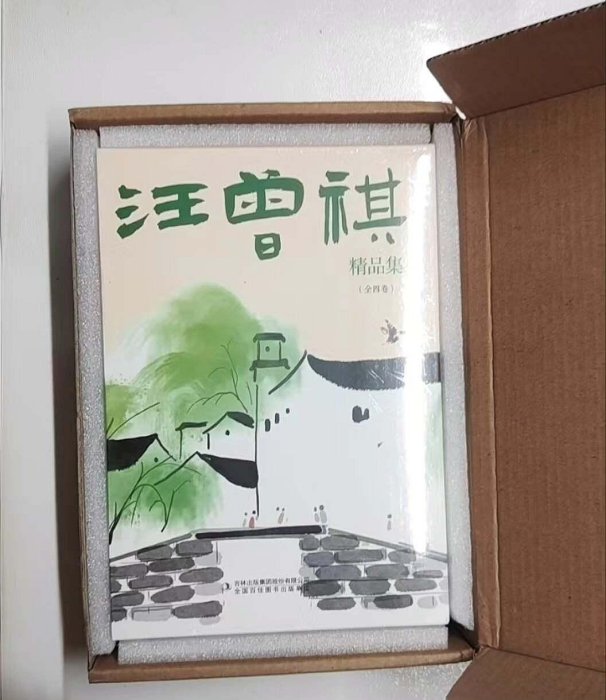 汪曾祺
精品集
（全四卷）
吉林出版集团股份有限公司
全国百佳图书出版单位